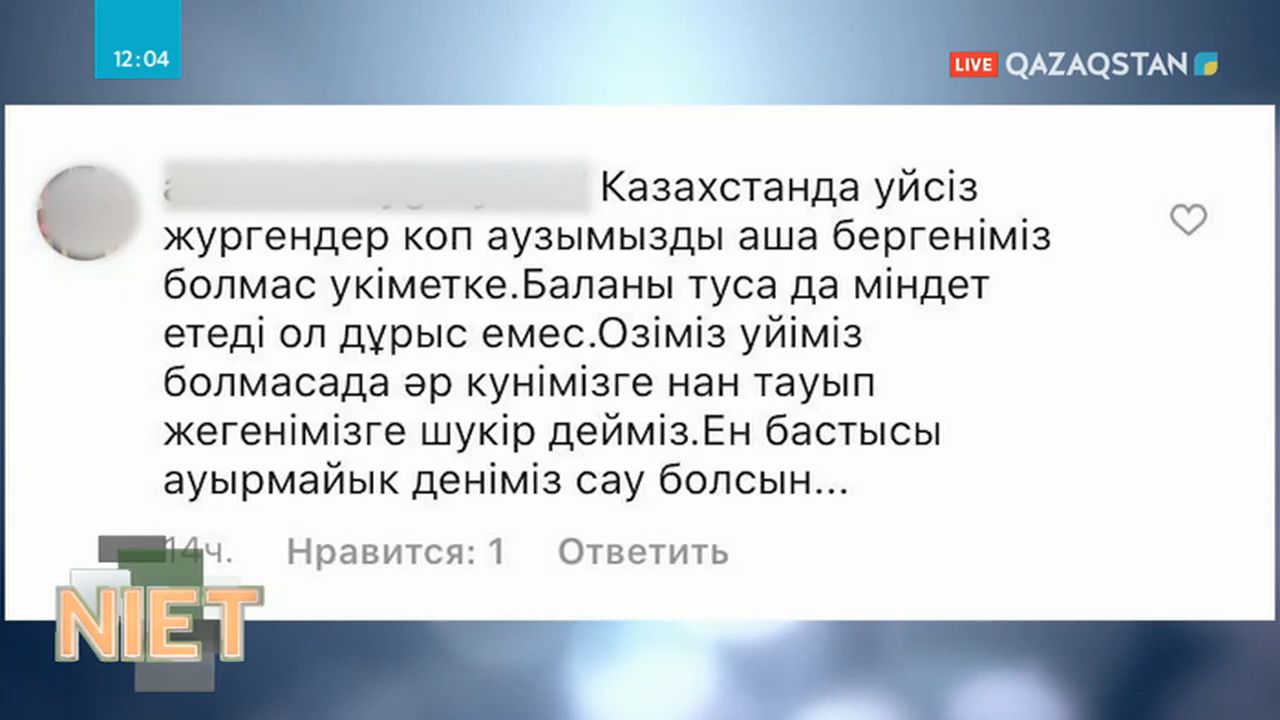 12:04
LIVE QAZAQSTAN
Казахстанда уйсіз
жургендер коп аузымызды аша бергеніміз
болмас укіметке.Баланы туса да міндет
етеді ол дұрыс емес.Озіміз уйіміз
болмасада әр кунімізге нан тауып
жегенімізге шукір дейміз.Ен бастысы
ауырмайык деніміз сау болсын...
14ч. Нравится: 1 Ответить
NIET